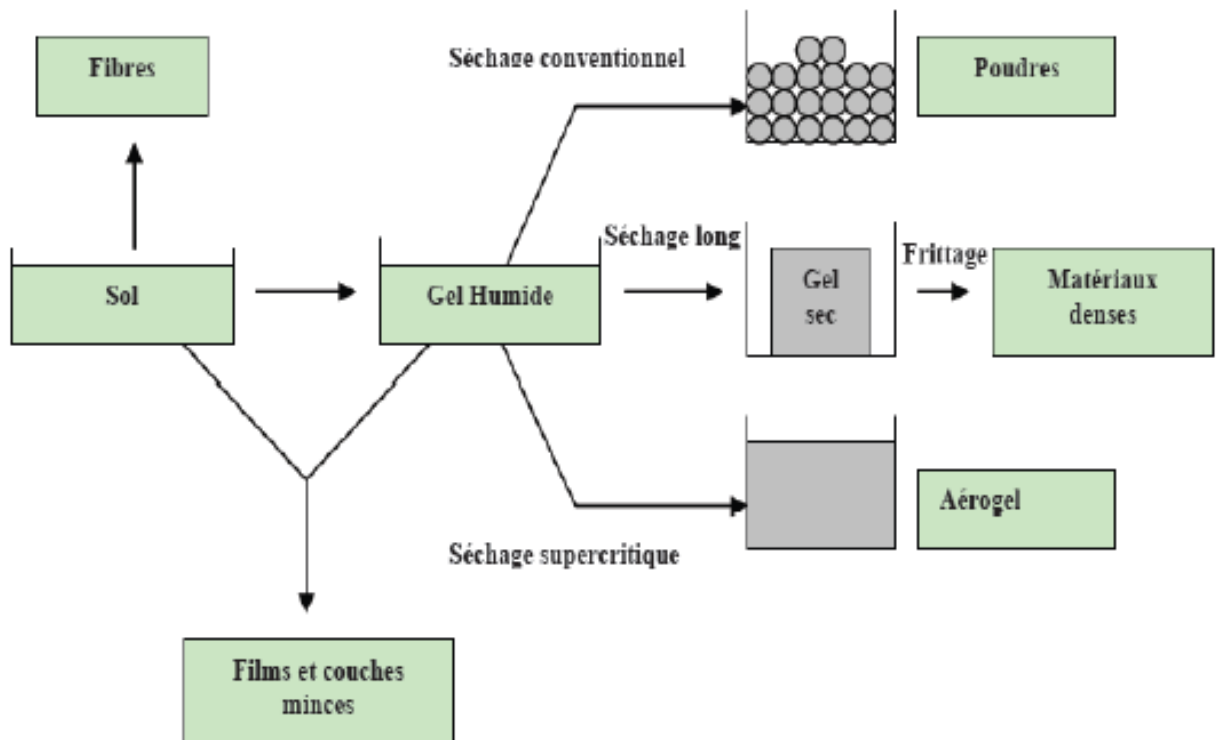 Fibres
Séchage conventionnel
Poudres
Sol
Gel Humide
Séchage long
Gel
sec
Frittage
Matériaux
denses
Séchage supercritique
Aérogel
Films et couches
minces